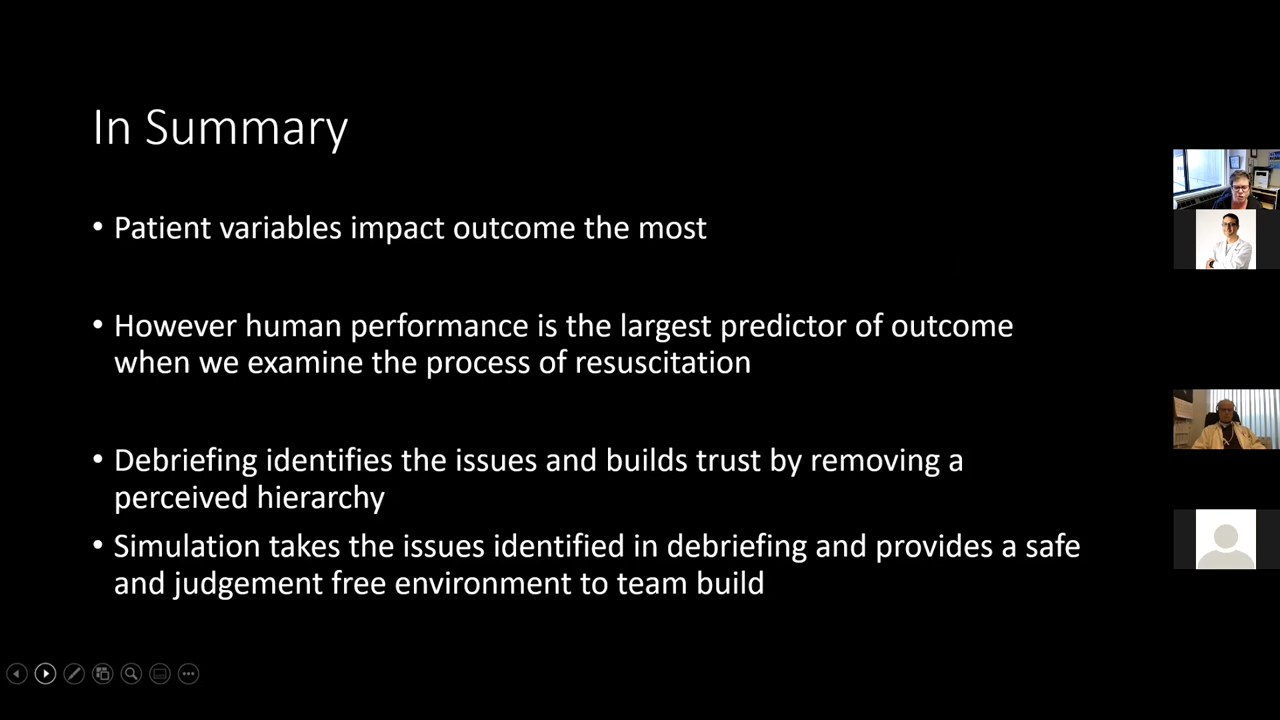 In Summary
• Patient variables impact outcome the most
• However human performance is the largest predictor of outcome
when we examine the process of resuscitation
• Debriefing identifies the issues and builds trust by removing a
perceived hierarchy
• Simulation takes the issues identified in debriefing and provides a safe
and judgement free environment to team build